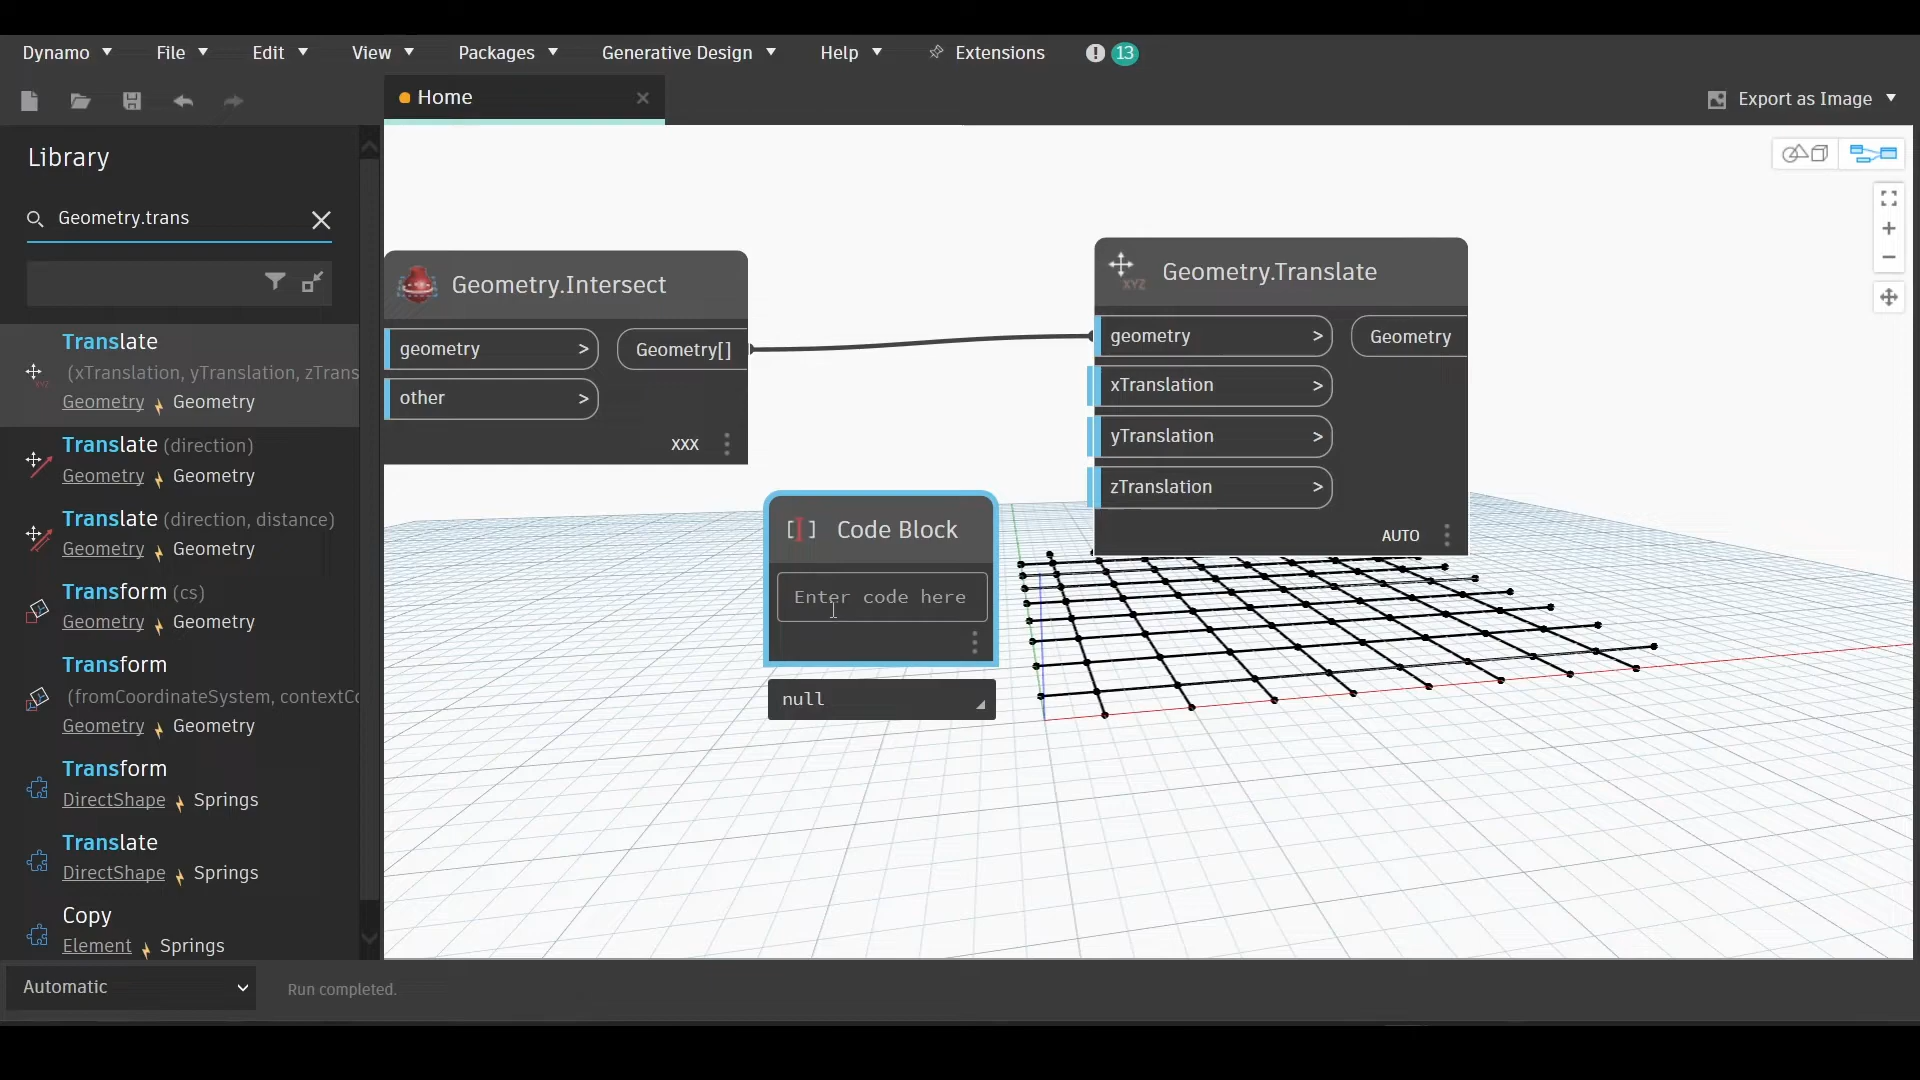 Dynamo File Edit View Packages Generative Design Help Extensions 13
Home
Export as Image
Library
Geometry.trans
Translate
(xTranslation, yTranslation, zTrans
Geometry Geometry
Translate (direction)
Geometry Geometry
Translate (direction, distance)
Geometry Geometry
Transform (cs)
Geometry Geometry
Transform
(fromCoordinateSystem, contextCo
Geometry Geometry
Transform
DirectShape Springs
Translate
DirectShape Springs
Copy
Element Springs
Geometry.Intersect
geometry > Geometry[]
other >
XXX
Geometry.Translate
XYZ
geometry > Geometry
xTranslation >
yTranslation >
zTranslation >
AUTO
Code Block
Enter code here
null
Automatic
Run completed.